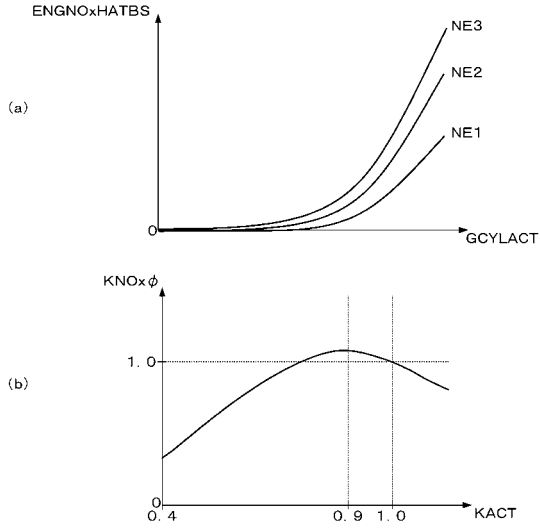 ENGNOxHATBS
NE3
NE2
(a)
NE1
0
GCYLACT
KNOxφ
1.0
(b)
0
0.4
0.9
1.0
KACT